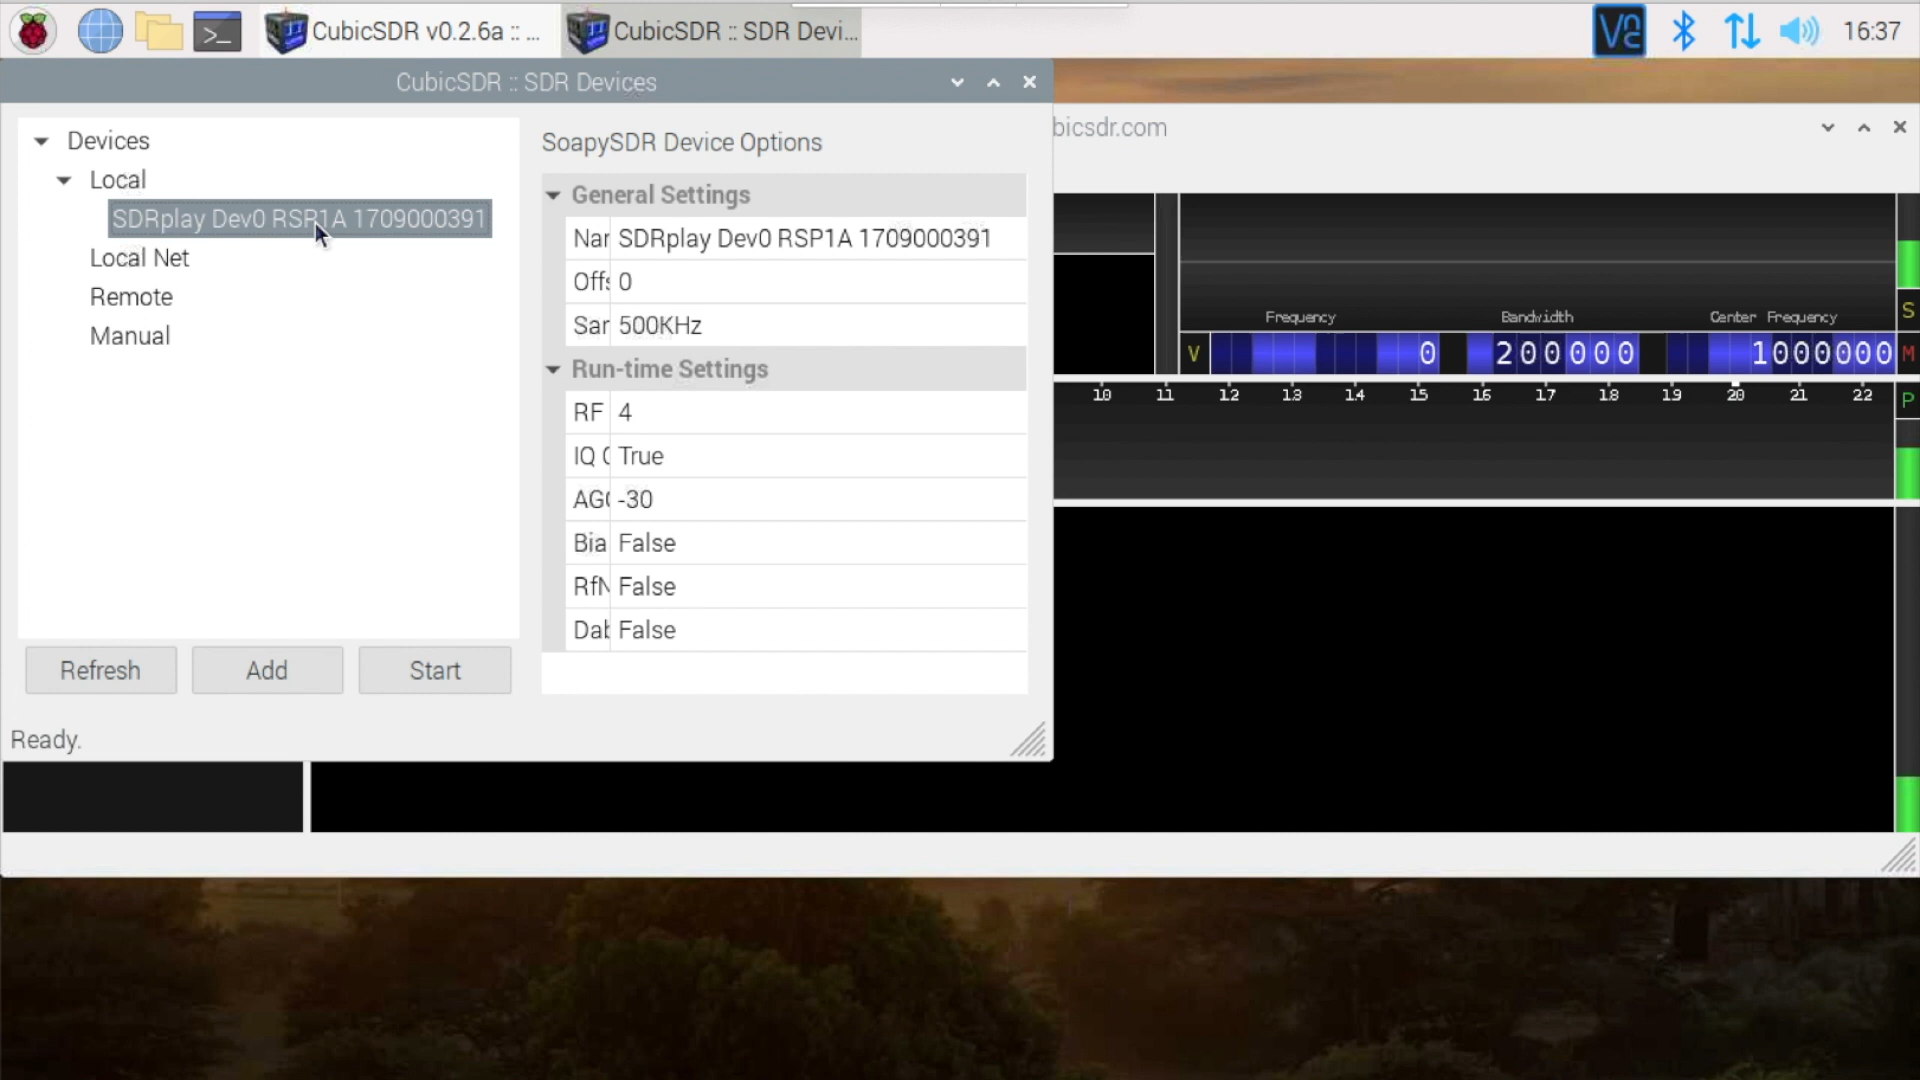 CubicSDR v0.2.6a :: ...
CubicSDR :: SDR Devi...
16:37
CubicSDR :: SDR Devices
bicsdr.com
Devices
Local
SDRplay Dev0 RSP1A 1709000391
Local Net
Remote
Manual
Refresh
Add
Start
Ready.
SoapySDR Device Options
General Settings
Nar SDRplay Dev0 RSP1A 1709000391
Offs 0
Sar 500KHz
Run-time Settings
RF 4
IQ C True
AGC -30
Bia False
RfN False
Dab False
Frequency
Bandwidth
Center Frequency
V
0
200000
1000000
S
M
P
10 11 12 13 14 15 16 17 18 19 20 21 22